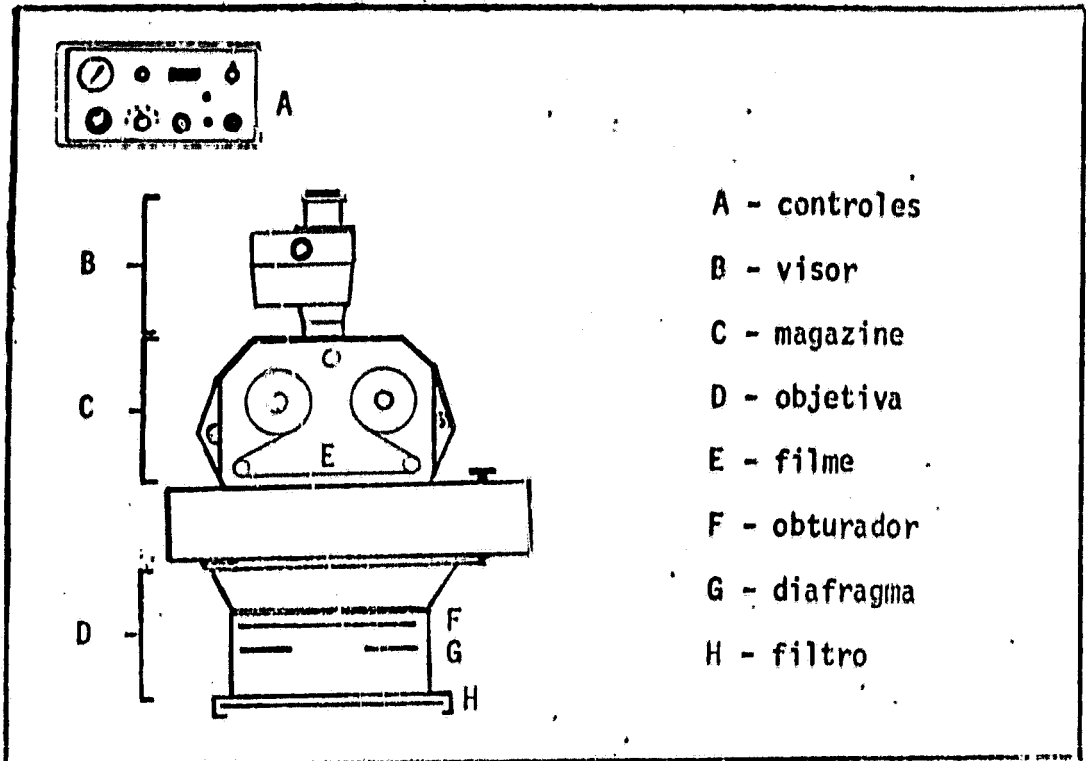 A
B
C
E
F
D
G
H
A - controles
B - visor
C - magazine
D - objetiva
E - filme
F - obturador
G - diafragma
H - filtro